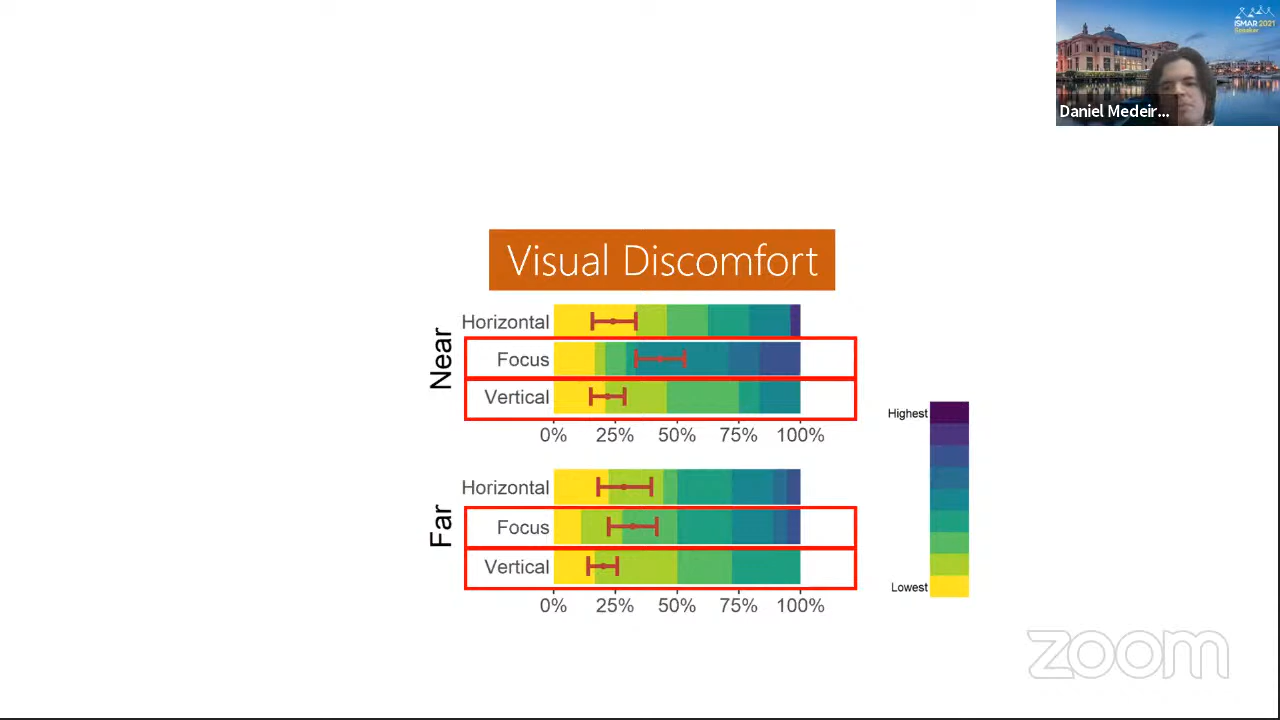 ISMAR 2021
Speaker
Daniel Medeir...
Visual Discomfort
Near
Horizontal
Focus
Vertical
0% 25% 50% 75% 100%
Highest
Lowest
Far
Horizontal
Focus
Vertical
0% 25% 50% 75% 100%
zoom